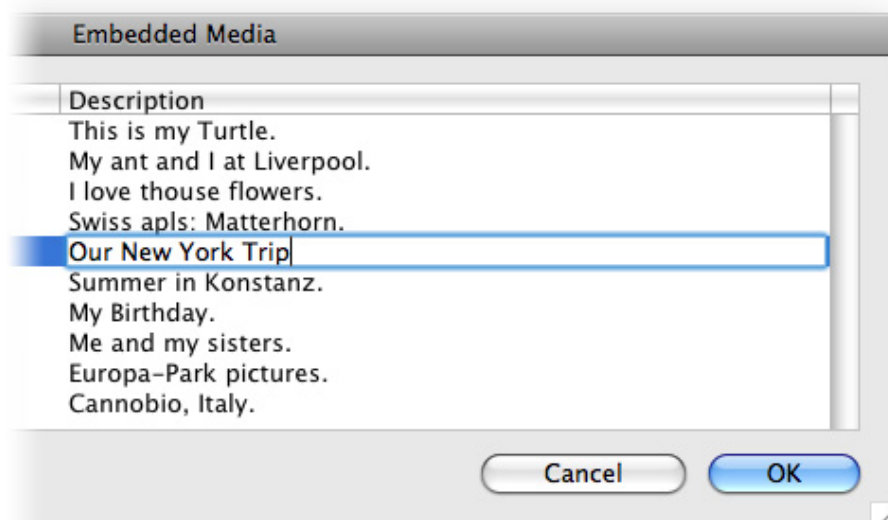 Embedded Media
Description
This is my Turtle.
My ant and I at Liverpool.
I love thouse flowers.
Swiss apls: Matterhorn.
Our New York Trip
Summer in Konstanz.
My Birthday.
Me and my sisters.
Europa-Park pictures.
Cannobio, Italy.
Cancel OK